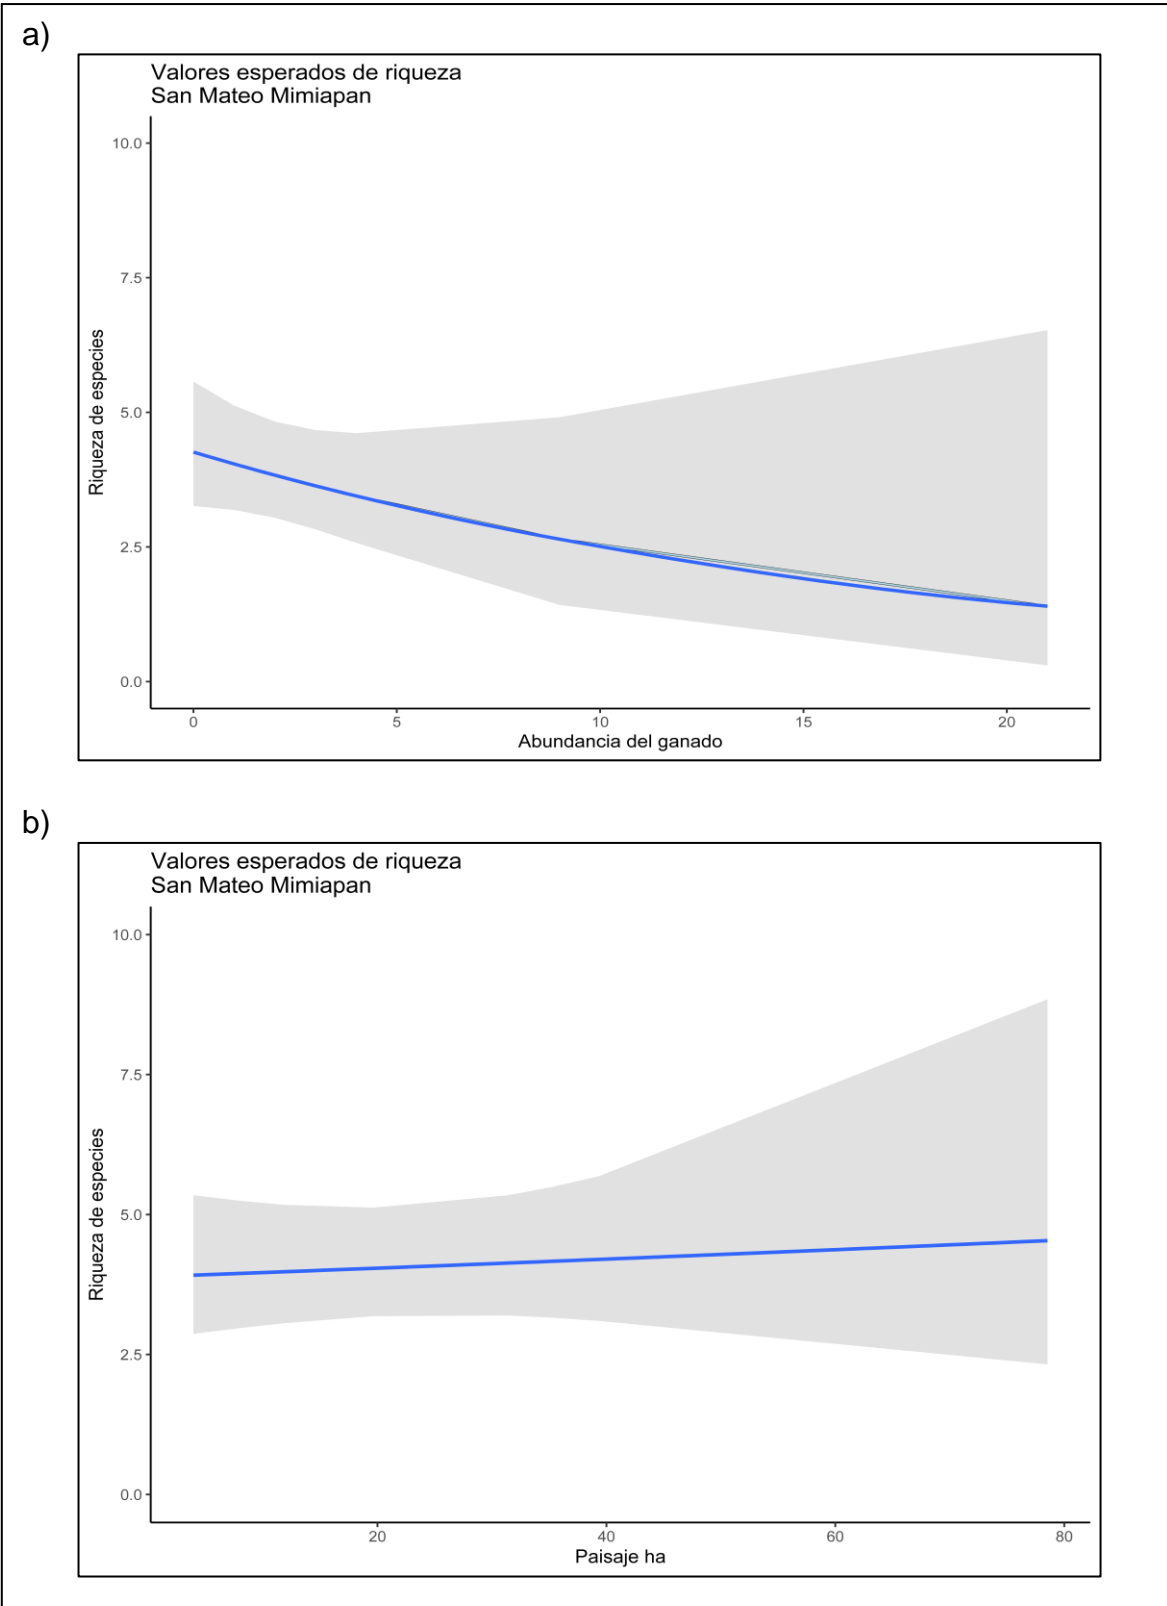 a)
Valores esperados de riqueza
San Mateo Mimiapan
10.0
7.5
5.0
2.5
0.0
Riqueza de especies
0 5 10 15 20
Abundancia del ganado
b)
Valores esperados de riqueza
San Mateo Mimiapan
10.0
7.5
5.0
2.5
0.0
Riqueza de especies
20 40 60 80
Paisaje ha